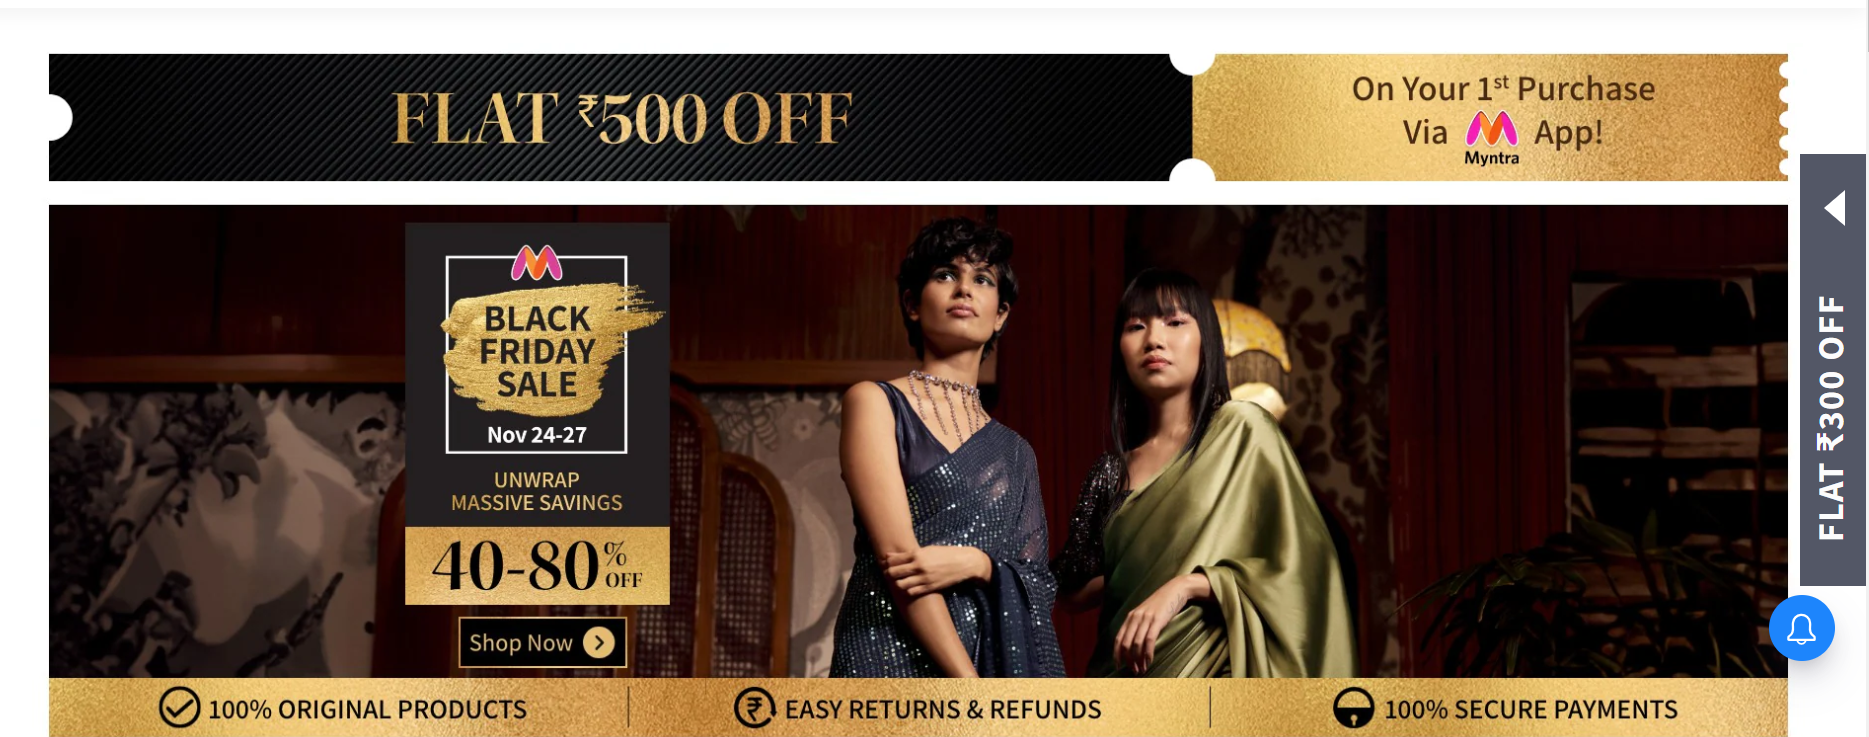 FLAT ₹500 OFF
On Your 1st Purchase
Via Myntra App!
BLACK
FRIDAY
SALE
Nov 24-27
UNWRAP
MASSIVE SAVINGS
40-80% OFF
Shop Now
100% ORIGINAL PRODUCTS
EASY RETURNS & REFUNDS
100% SECURE PAYMENTS
FLAT ₹300 OFF